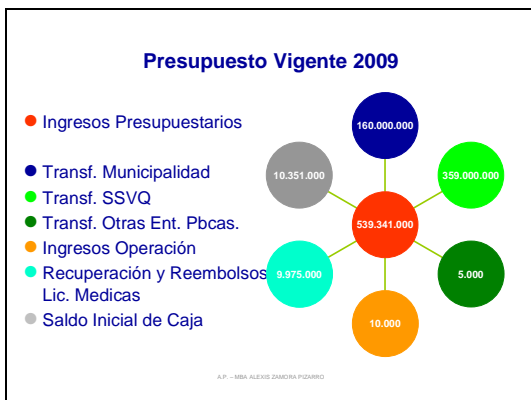 Presupuesto Vigente 2009
Ingresos Presupuestarios
Transf. Municipalidad
Transf. SSVQ
Transf. Otras Ent. Pbcas.
Ingresos Operación
Recuperación y Reembolsos
Lic. Medicas
Saldo Inicial de Caja
160.000.000
10.351.000
359.000.000
539.341.000
9.975.000
5.000
10.000
A.P. – MBA ALEXIS ZAMORA PIZARRO